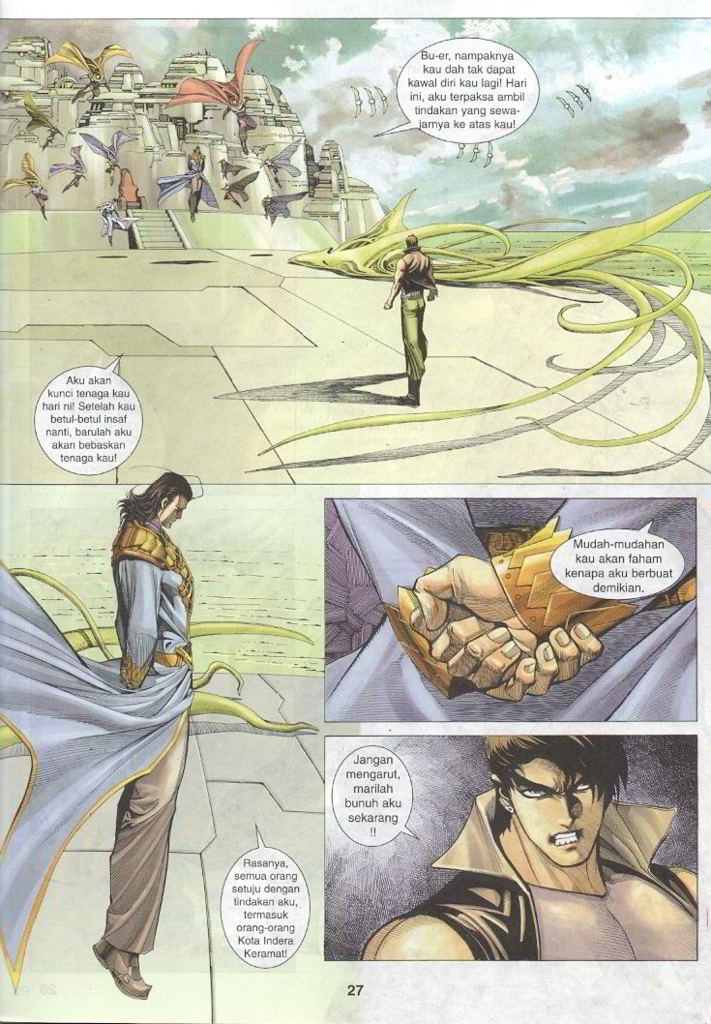 Bu-er, nampaknya
kau dah tak dapat
kawal diri kau lagi! Hari
ini, aku terpaksa ambil
tindakan yang sewa-
jarnya ke atas kau!
Aku akan
kunci tenaga kau
hari ni! Setelah kau
betul-betul insaf
nanti, barulah aku
akan bebaskan
tenaga kau!
Mudah-mudahan
kau akan faham
kenapa aku berbuat
demikian.
Rasanya,
semua orang
setuju dengan
tindakan aku,
termasuk
orang-orang
Kota Indera
Keramat!
Jangan
mengarut,
marilah
bunuh aku
sekarang
!!
27